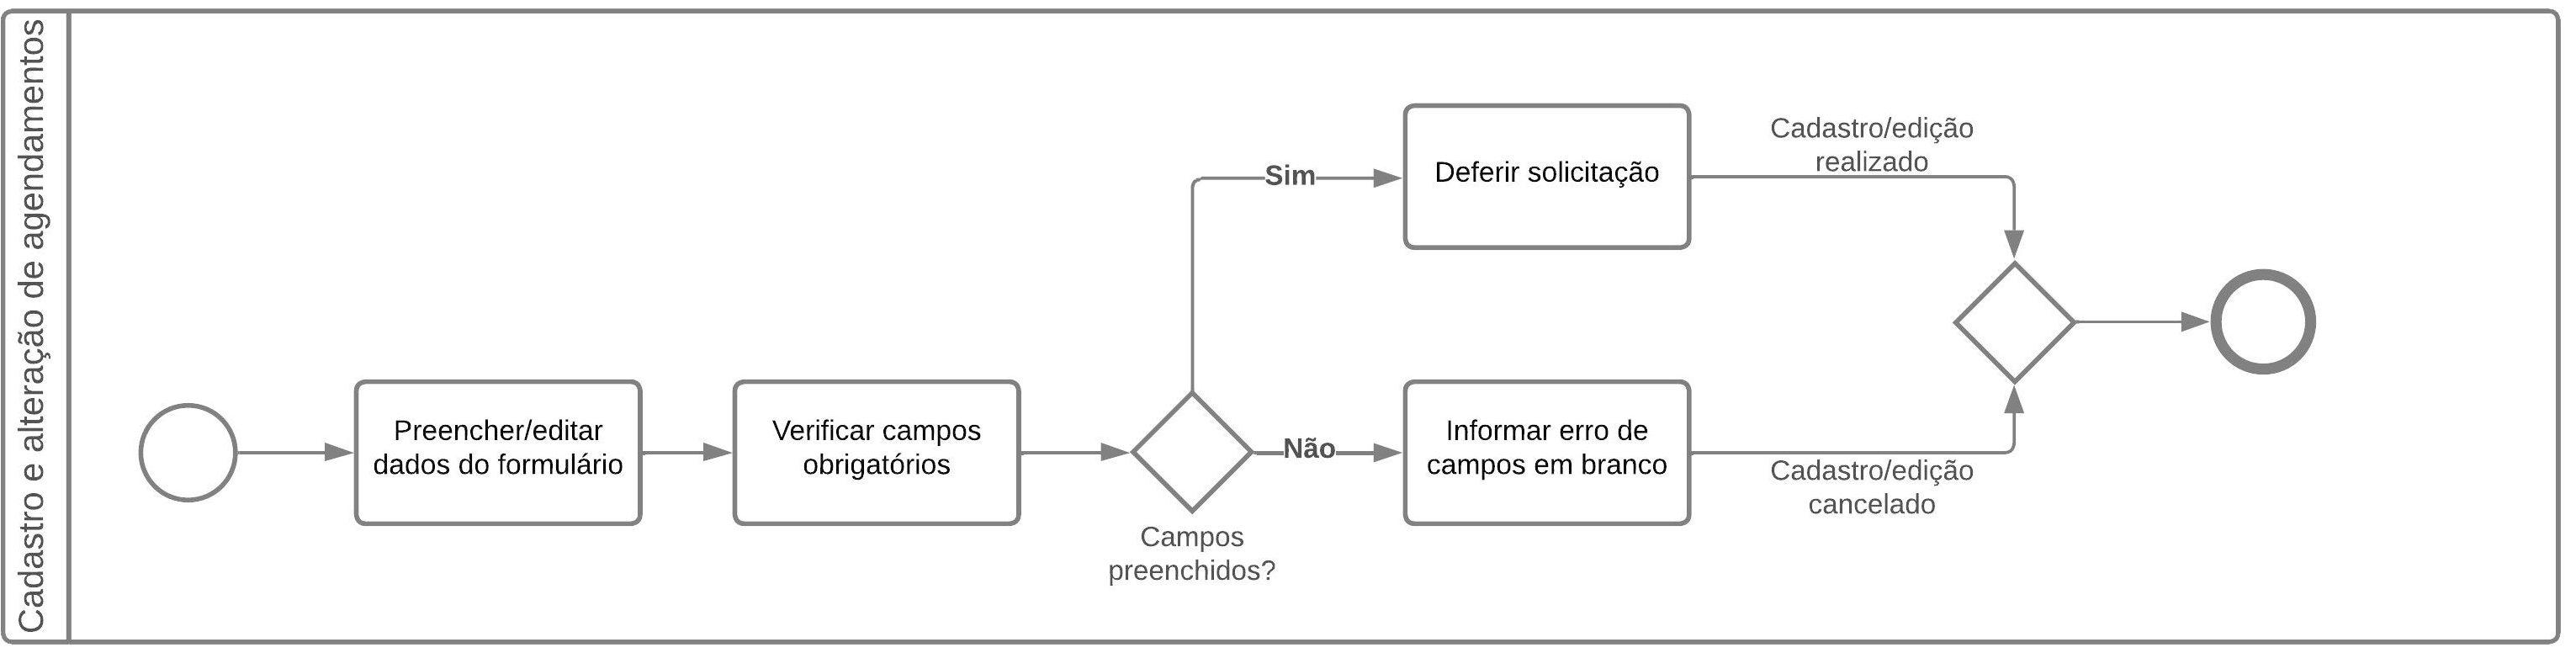 Cadastro e alteração de agendamentos
Preencher/editar
dados do formulário
Verificar campos
obrigatórios
Campos
preenchidos?
Sim
Deferir solicitação
Cadastro/edição
realizado
Não
Informar erro de
campos em branco
Cadastro/edição
cancelado